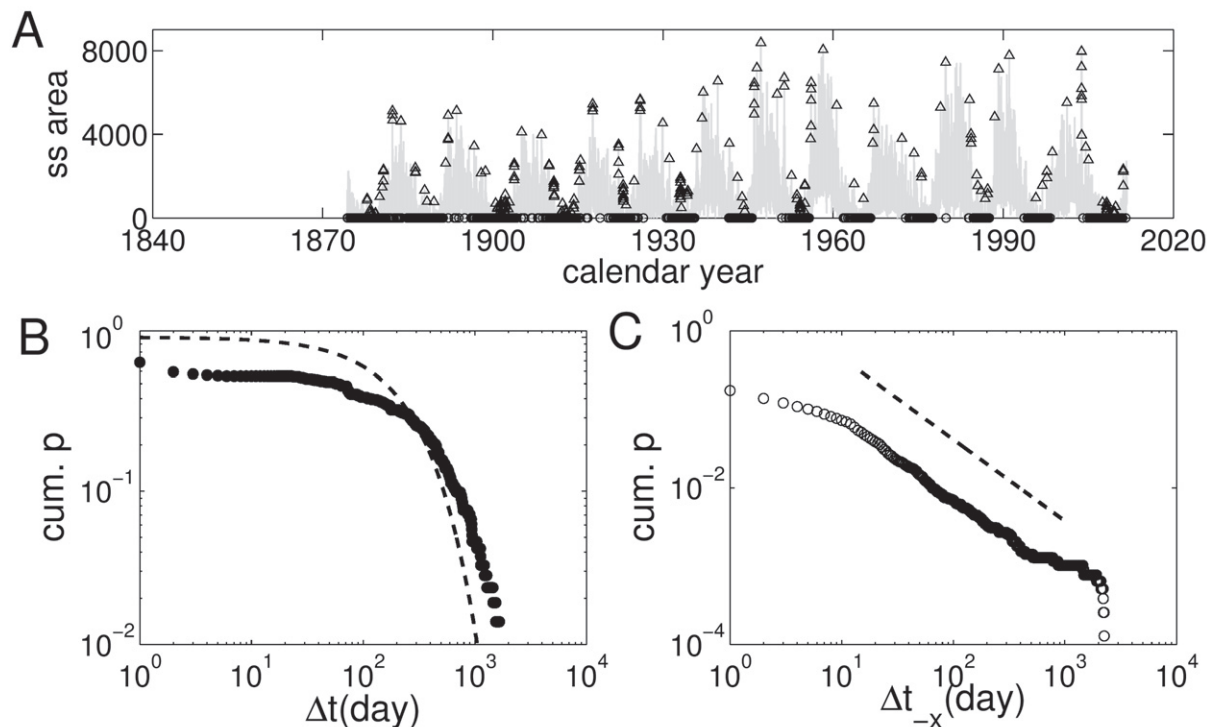 A
8000
4000
0
ss area
1840 1870 1900 1930 1960 1990 2020
calendar year
B
10^0
10^-1
10^-2
cum. p
10^0 10^1 10^2 10^3 10^4
Δt(day)
C
10^0
10^-2
10^-4
cum. p
10^0 10^1 10^2 10^3 10^4
Δt_-x(day)